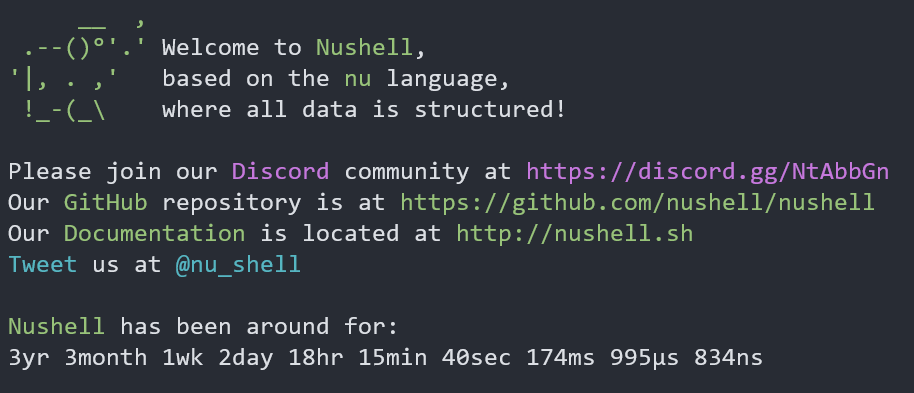 __  ,
 .--()°'.' Welcome to Nushell,
'|, . ,'   based on the nu language,
 !_-(_\    where all data is structured!

Please join our Discord community at https://discord.gg/NtAbbGn
Our GitHub repository is at https://github.com/nushell/nushell
Our Documentation is located at http://nushell.sh
Tweet us at @nu_shell

Nushell has been around for:
3yr 3month 1wk 2day 18hr 15min 40sec 174ms 995µs 834ns